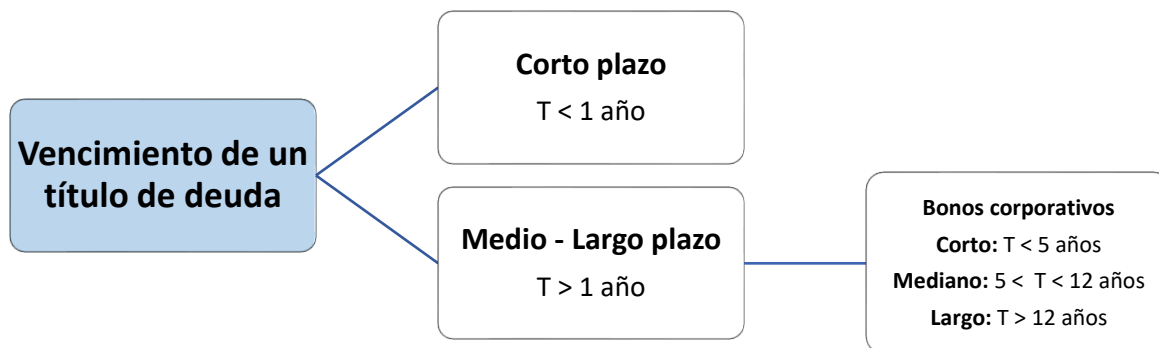 Vencimiento de un
título de deuda
Corto plazo
T < 1 año
Medio - Largo plazo
T > 1 año
Bonos corporativos
Corto: T < 5 años
Mediano: 5 < T < 12 años
Largo: T > 12 años